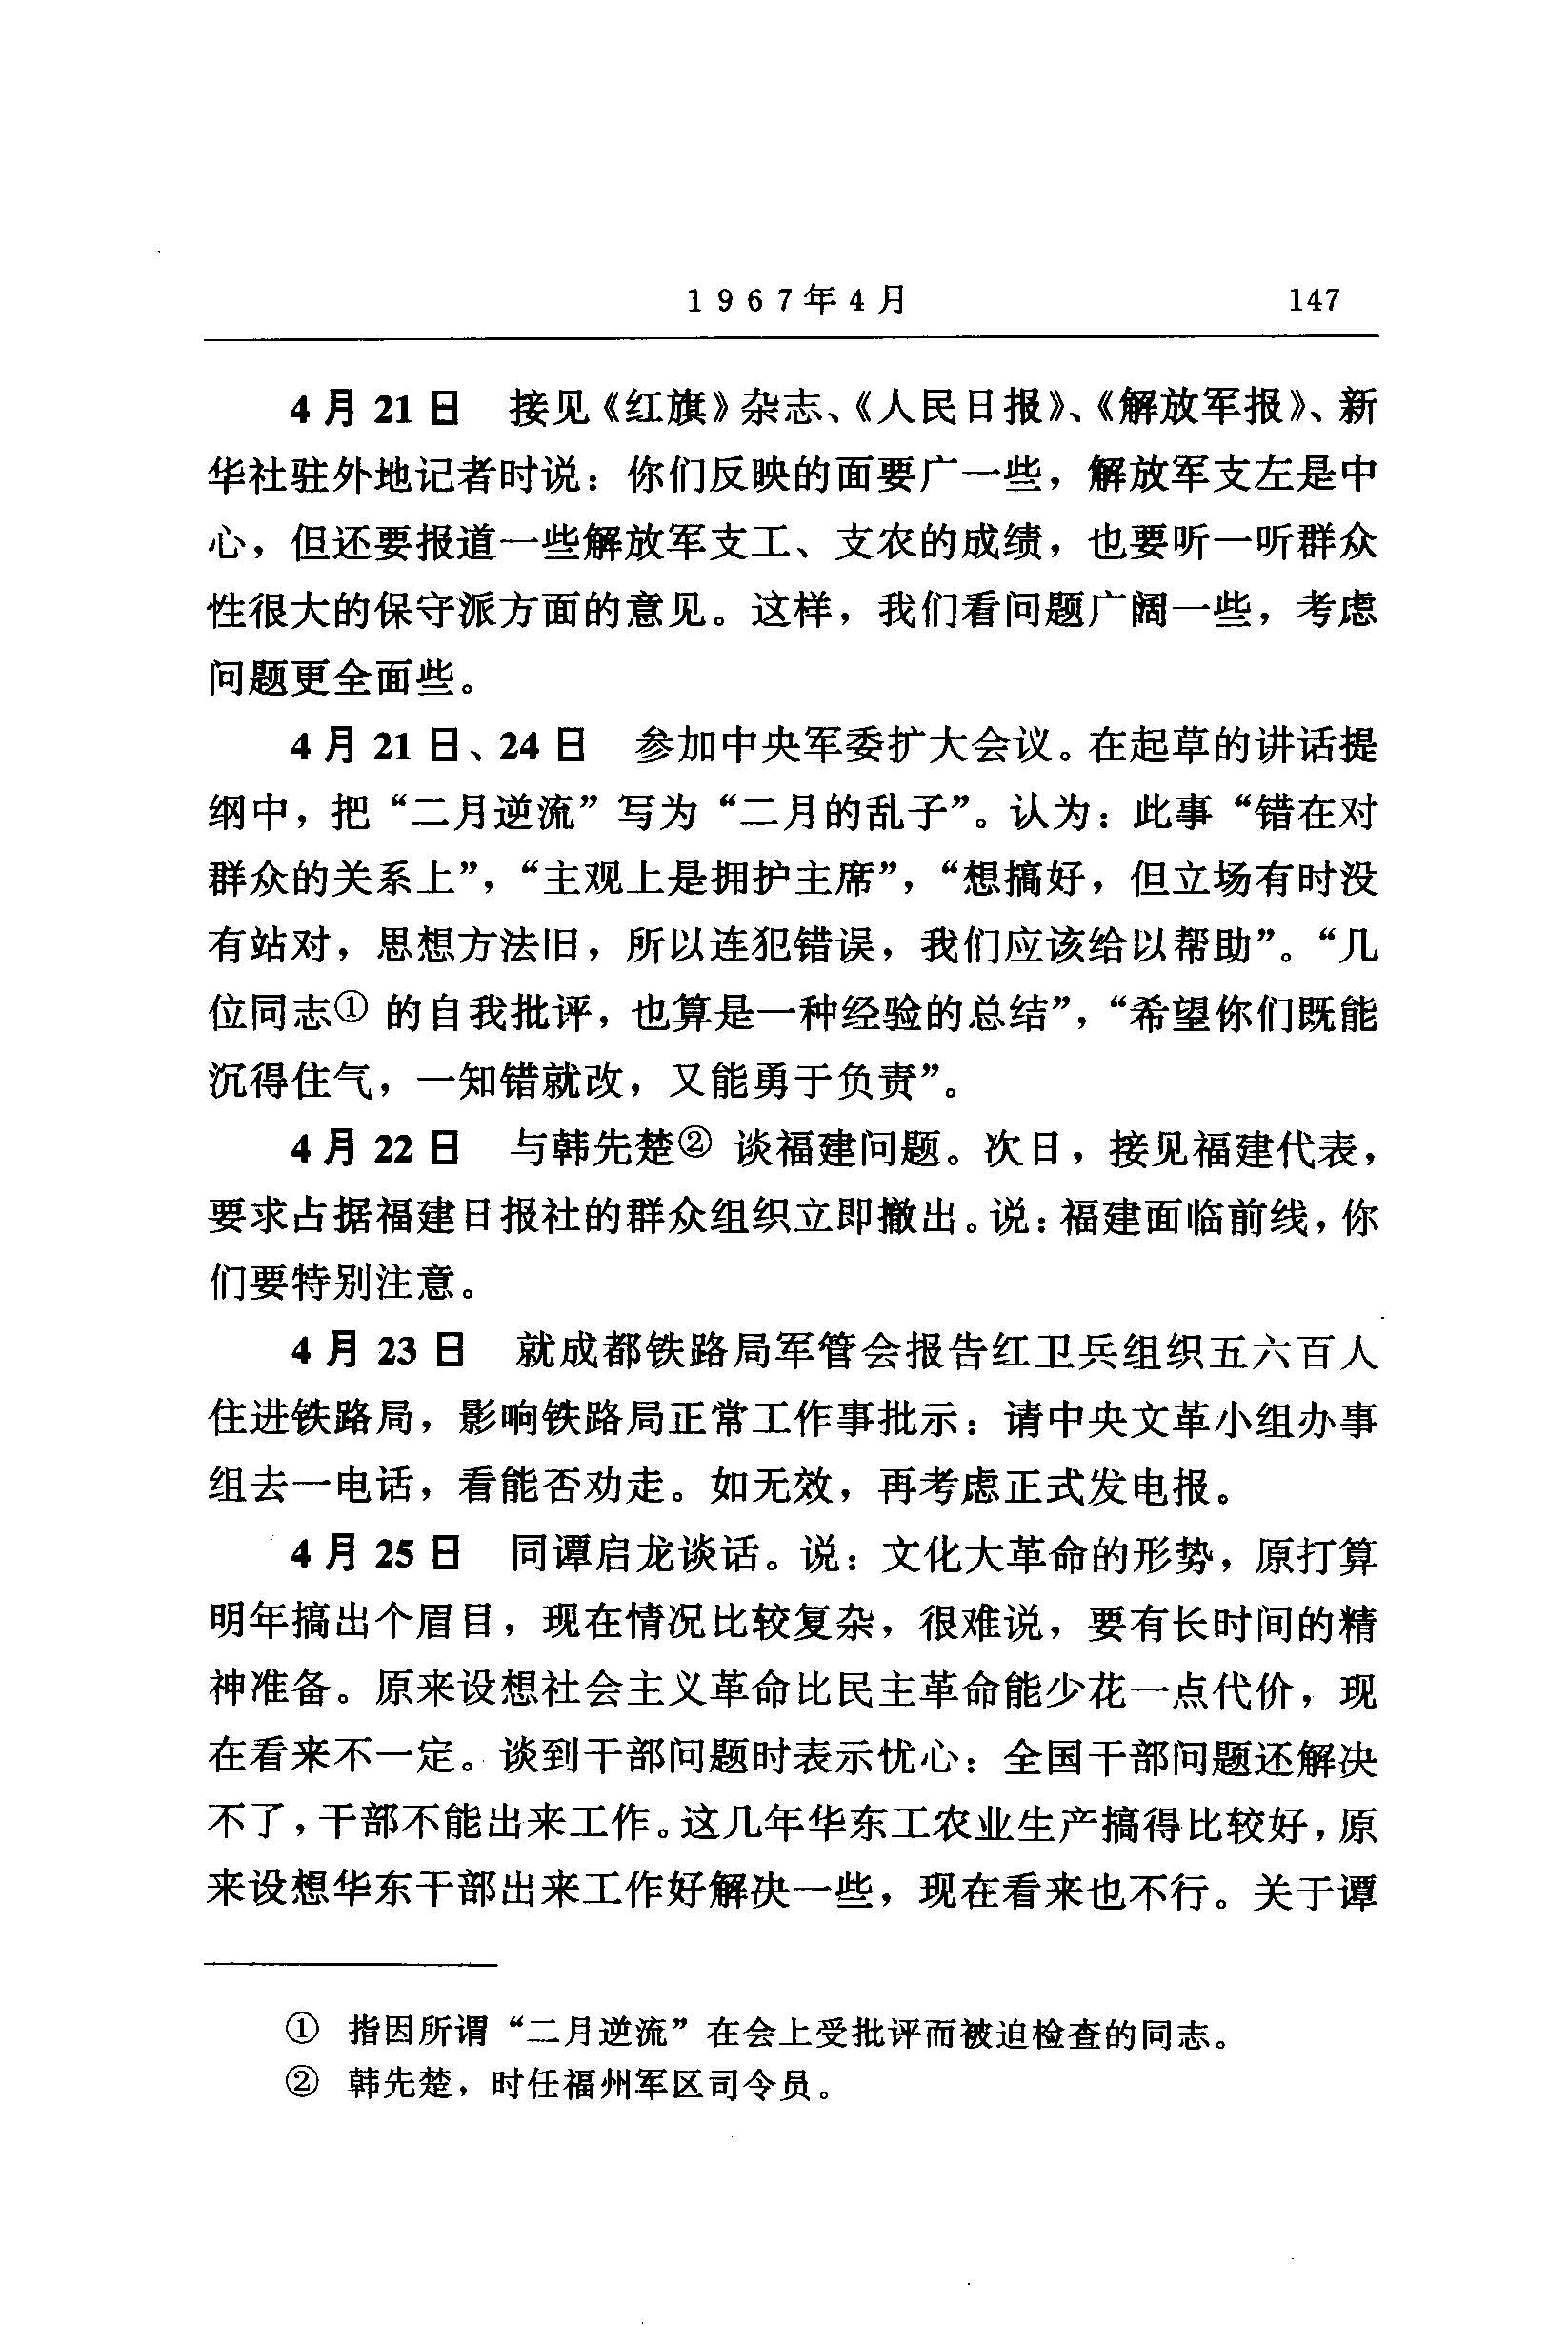 1967年4月 147
4月21日 接见《红旗》杂志、《人民日报》、《解放军报》、新
华社驻外地记者时说：你们反映的面要广一些，解放军支左是中
心，但还要报道一些解放军支工、支农的成绩，也要听一听群众
性很大的保守派方面的意见。这样，我们看问题广阔一些，考虑
问题更全面些。
4月21日、24日 参加中央军委扩大会议。在起草的讲话提
纲中，把“二月逆流”写为“二月的乱子”。认为：此事“错在对
群众的关系上”，“主观上是拥护主席”，“想搞好，但立场有时没
有站对，思想方法旧，所以连犯错误，我们应该给以帮助”。“几
位同志① 的自我批评，也算是一种经验的总结”，“希望你们既能
沉得住气，一知错就改，又能勇于负责”。
4月22日 与韩先楚② 谈福建问题。次日，接见福建代表，
要求占据福建日报社的群众组织立即撤出。说：福建面临前线，你
们要特别注意。
4月23日 就成都铁路局军管会报告红卫兵组织五六百人
住进铁路局，影响铁路局正常工作事批示：请中央文革小组办事
组去一电话，看能否劝走。如无效，再考虑正式发电报。
4月25日 同谭启龙谈话。说：文化大革命的形势，原打算
明年搞出个眉目，现在情况比较复杂，很难说，要有长时间的精
神准备。原来设想社会主义革命比民主革命能少花一点代价，现
在看来不一定。谈到干部问题时表示忧心：全国干部问题还解决
不了，干部不能出来工作。这几年华东工农业生产搞得比较好，原
来设想华东干部出来工作好解决一些，现在看来也不行。关于谭
① 指因所谓“二月逆流”在会上受批评而被迫检查的同志。
② 韩先楚，时任福州军区司令员。